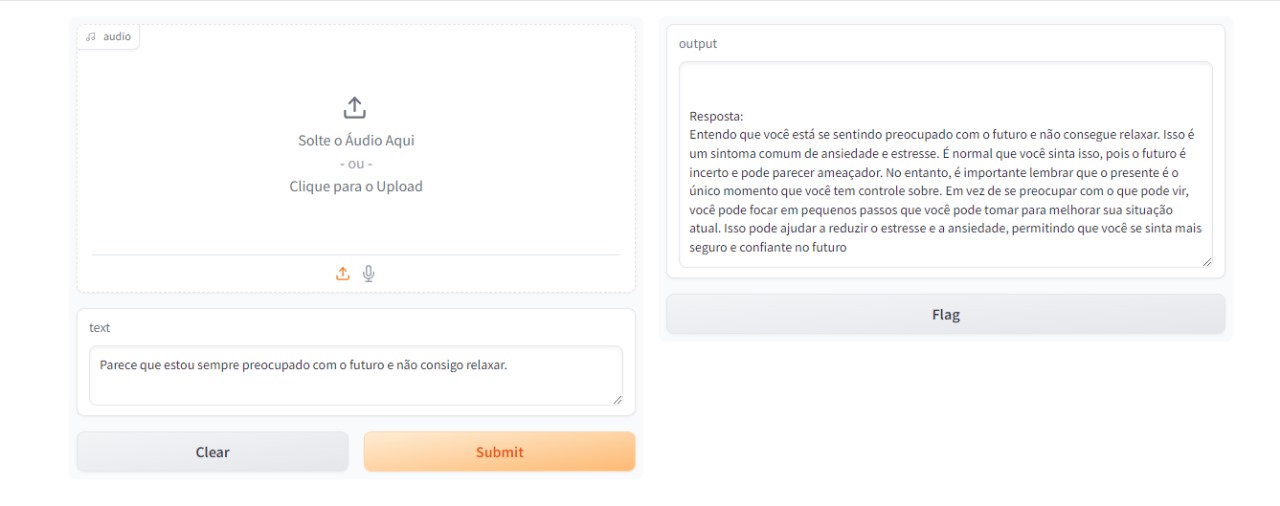 audio
Solte o Áudio Aqui
- ou -
Clique para o Upload
text
Parece que estou sempre preocupado com o futuro e não consigo relaxar.
Clear
Submit
output
Resposta:
Entendo que você está se sentindo preocupado com o futuro e não consegue relaxar. Isso é
um sintoma comum de ansiedade e estresse. É normal que você sinta isso, pois o futuro é
incerto e pode parecer ameaçador. No entanto, é importante lembrar que o presente é o
único momento que você tem controle sobre. Em vez de se preocupar com o que pode vir,
você pode focar em pequenos passos que você pode tomar para melhorar sua situação
atual. Isso pode ajudar a reduzir o estresse e a ansiedade, permitindo que você se sinta mais
seguro e confiante no futuro
Flag